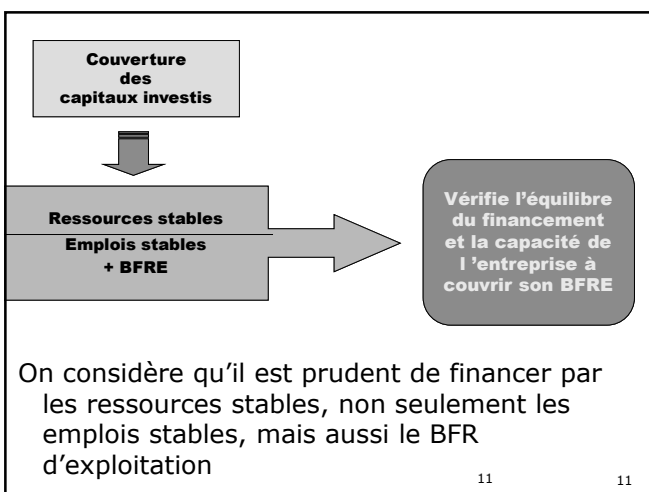 Couverture
des
capitaux investis
Ressources stables
Emplois stables
+ BFRE
Vérifie l’équilibre
du financement
et la capacité de
l ’entreprise à
couvrir son BFRE
On considère qu’il est prudent de financer par
les ressources stables, non seulement les
emplois stables, mais aussi le BFR
d’exploitation
11 11